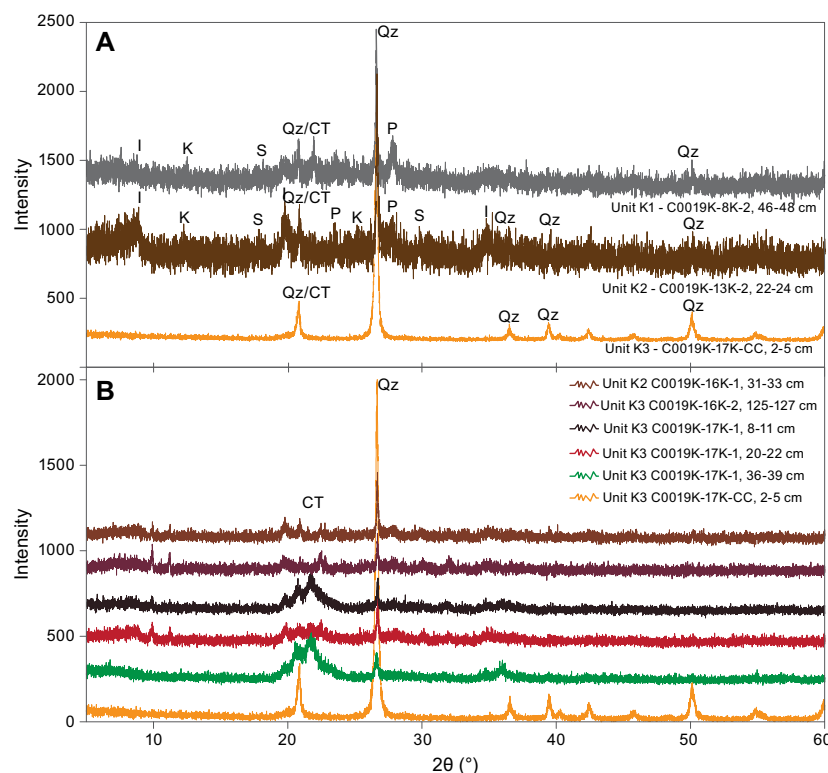 A
Qz
2500
2000
1500
1000
500
Intensity
I
K
S
Qz/CT
P
Qz
Unit K1 - C0019K-8K-2, 46-48 cm
I
K
S
I
Qz/CT
P
K
P
S
I
Qz
Qz
Qz
Unit K2 - C0019K-13K-2, 22-24 cm
Qz/CT
Qz
Qz
Qz
Unit K3 - C0019K-17K-CC, 2-5 cm
B
Qz
2000
1500
1000
500
0
Intensity
CT
Unit K2 C0019K-16K-1, 31-33 cm
Unit K3 C0019K-16K-2, 125-127 cm
Unit K3 C0019K-17K-1, 8-11 cm
Unit K3 C0019K-17K-1, 20-22 cm
Unit K3 C0019K-17K-1, 36-39 cm
Unit K3 C0019K-17K-CC, 2-5 cm
10 20 30 40 50 60
2θ (°)